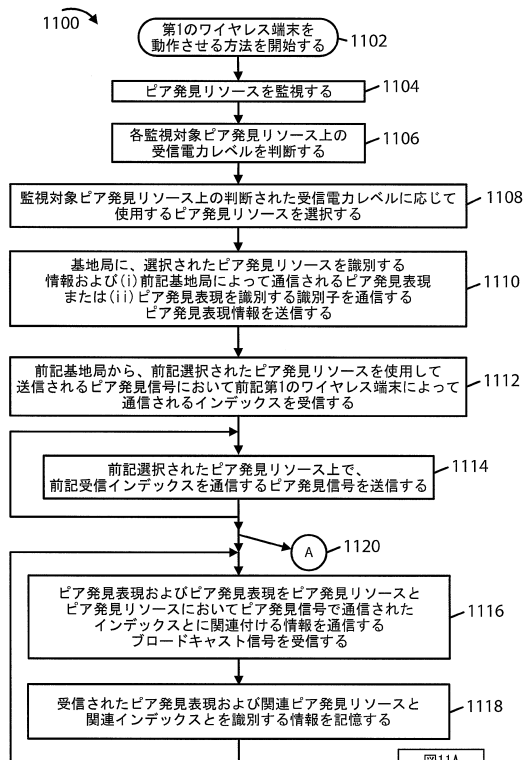 1100
第1のワイヤレス端末を
動作させる方法を開始する
1102
ピア発見リソースを監視する
1104
各監視対象ピア発見リソース上の
受信電力レベルを判断する
1106
監視対象ピア発見リソース上の判断された受信電力レベルに応じて
使用するピア発見リソースを選択する
1108
基地局に、選択されたピア発見リソースを識別する
情報および(i)前記基地局によって通信されるピア発見表現
または(ii)ピア発見表現を識別する識別子を通信する
ピア発見表現情報を送信する
1110
前記基地局から、前記選択されたピア発見リソースを使用して
送信されるピア発見信号において前記第1のワイヤレス端末によって
通信されるインデックスを受信する
1112
前記選択されたピア発見リソース上で、
前記受信インデックスを通信するピア発見信号を送信する
1114
A
1120
ピア発見表現およびピア発見表現をピア発見リソースと
ピア発見リソースにおいてピア発見信号で通信された
インデックスとに関連付ける情報を通信する
ブロードキャスト信号を受信する
1116
受信されたピア発見表現および関連ピア発見リソースと
関連インデックスとを識別する情報を記憶する
1118
図11A